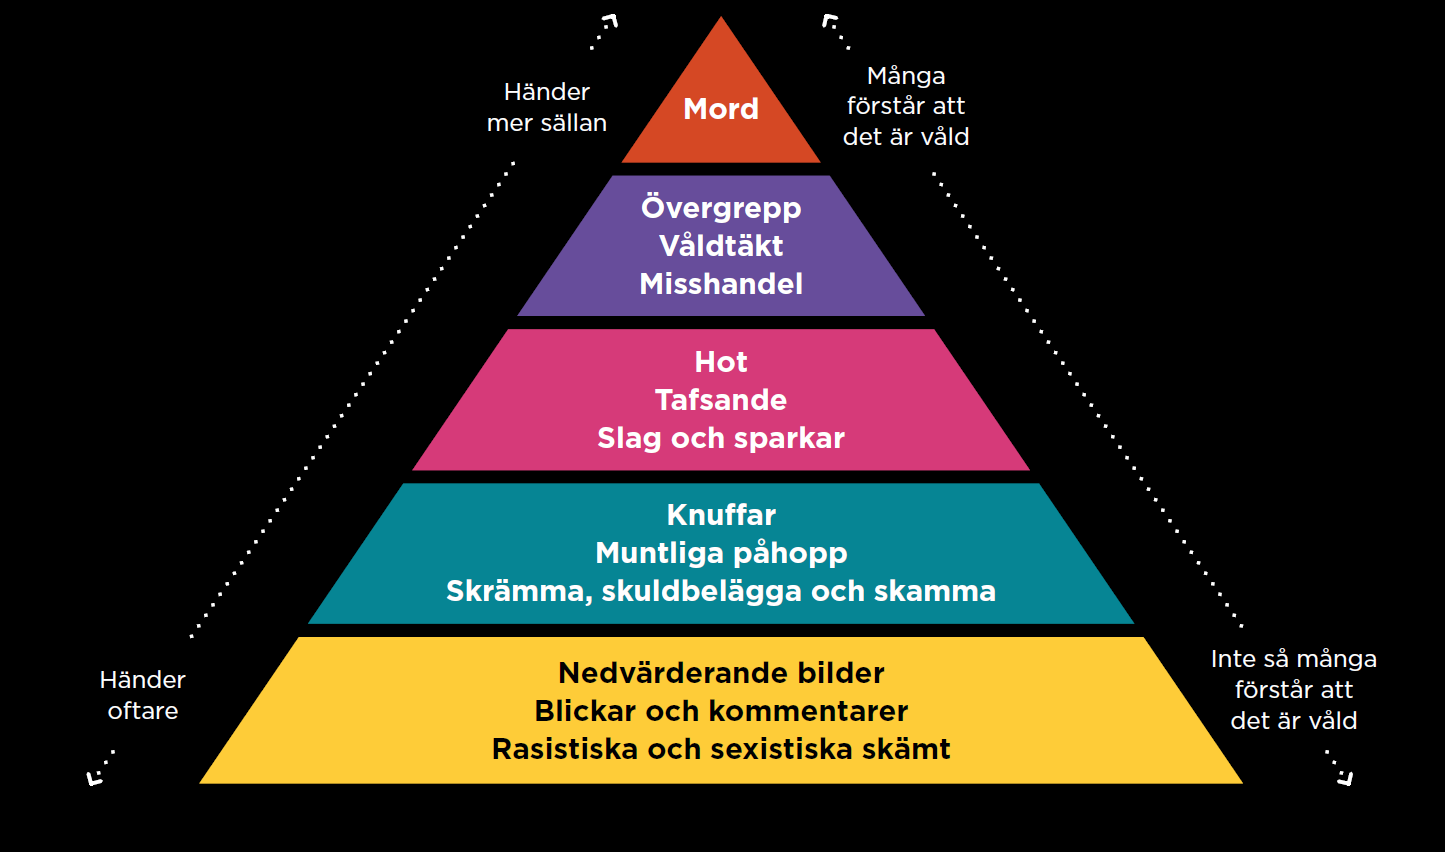 Händer
mer sällan
Många
förstår att
det är våld
Mord
Övergrepp
Våldtäkt
Misshandel
Hot
Tafsande
Slag och sparkar
Knuffar
Muntliga påhopp
Skrämma, skuldbelägga och skamma
Händer
oftare
Nedvärderande bilder
Blickar och kommentarer
Rasistiska och sexistiska skämt
Inte så många
förstår att
det är våld